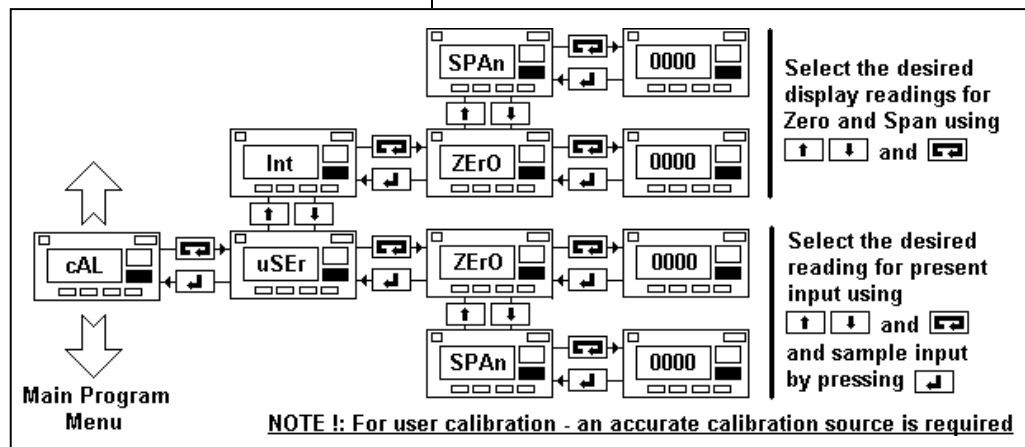 SPAn
0000
Select the desired
display readings for
Zero and Span using
and
Int
ZErO
0000
cAL
uSEr
ZErO
0000
Select the desired
reading for present
input using
and
and sample input
by pressing
SPAn
0000
Main Program
Menu
NOTE !: For user calibration - an accurate calibration source is required